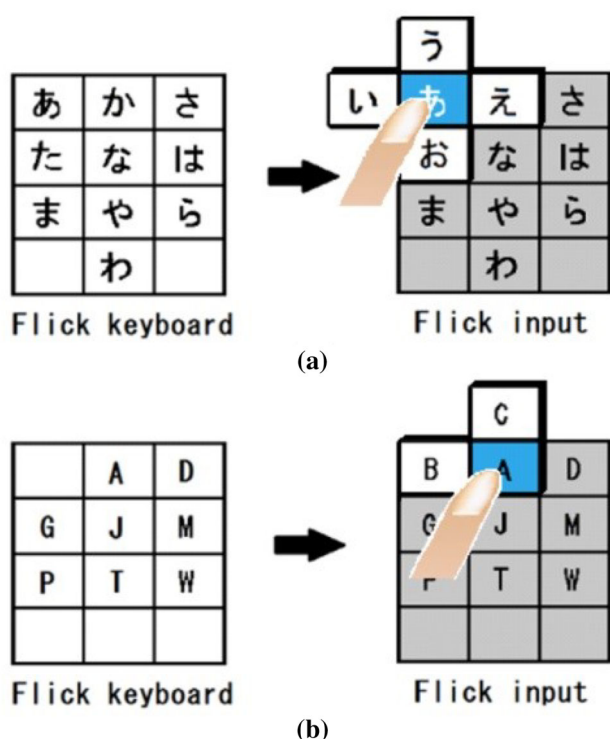 う
あ か さ
い あ え さ
た な は
お な は
ま や ら
ま や ら
わ
わ
Flick keyboard
Flick input
(a)
C
A D
B A D
G J M
G J M
P T W
P T W
Flick keyboard
Flick input
(b)